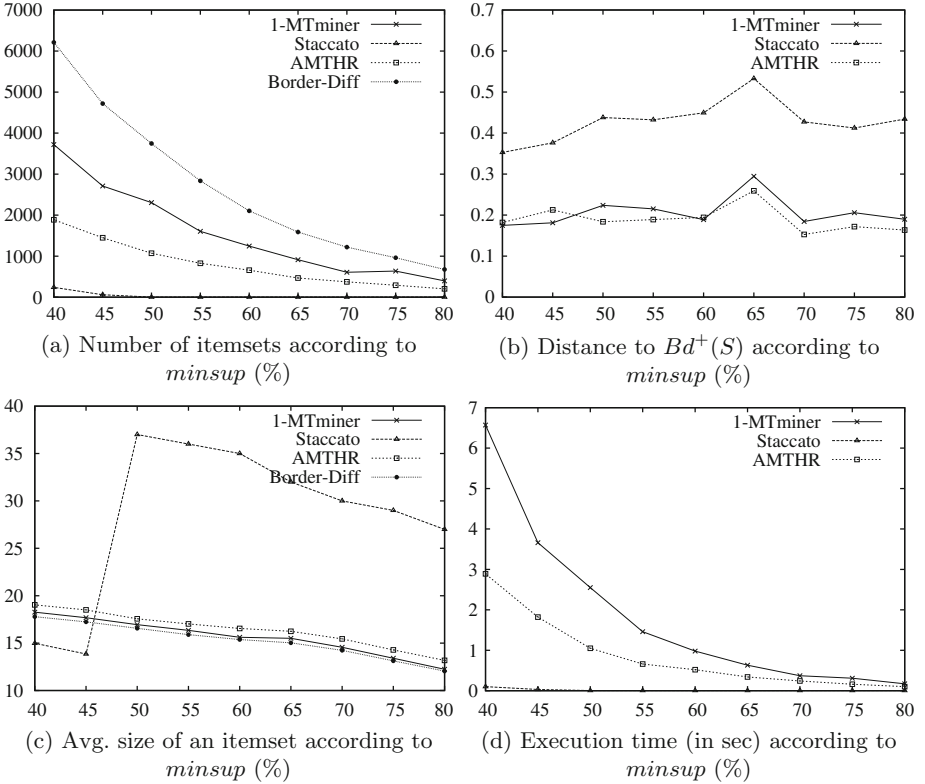 7000
6000
5000
4000
3000
2000
1000
0
1-MTminer
Staccato
AMTHR
Border-Diff
40 45 50 55 60 65 70 75 80
(a) Number of itemsets according to
minsup (%)
0.7
0.6
0.5
0.4
0.3
0.2
0.1
0
1-MTminer
Staccato
AMTHR
40 45 50 55 60 65 70 75 80
(b) Distance to Bd⁺(S) according to
minsup (%)
40
35
30
25
20
15
10
1-MTminer
Staccato
AMTHR
Border-Diff
40 45 50 55 60 65 70 75 80
(c) Avg. size of an itemset according to
minsup (%)
7
6
5
4
3
2
1
0
1-MTminer
Staccato
AMTHR
40 45 50 55 60 65 70 75 80
(d) Execution time (in sec) according to
minsup (%)